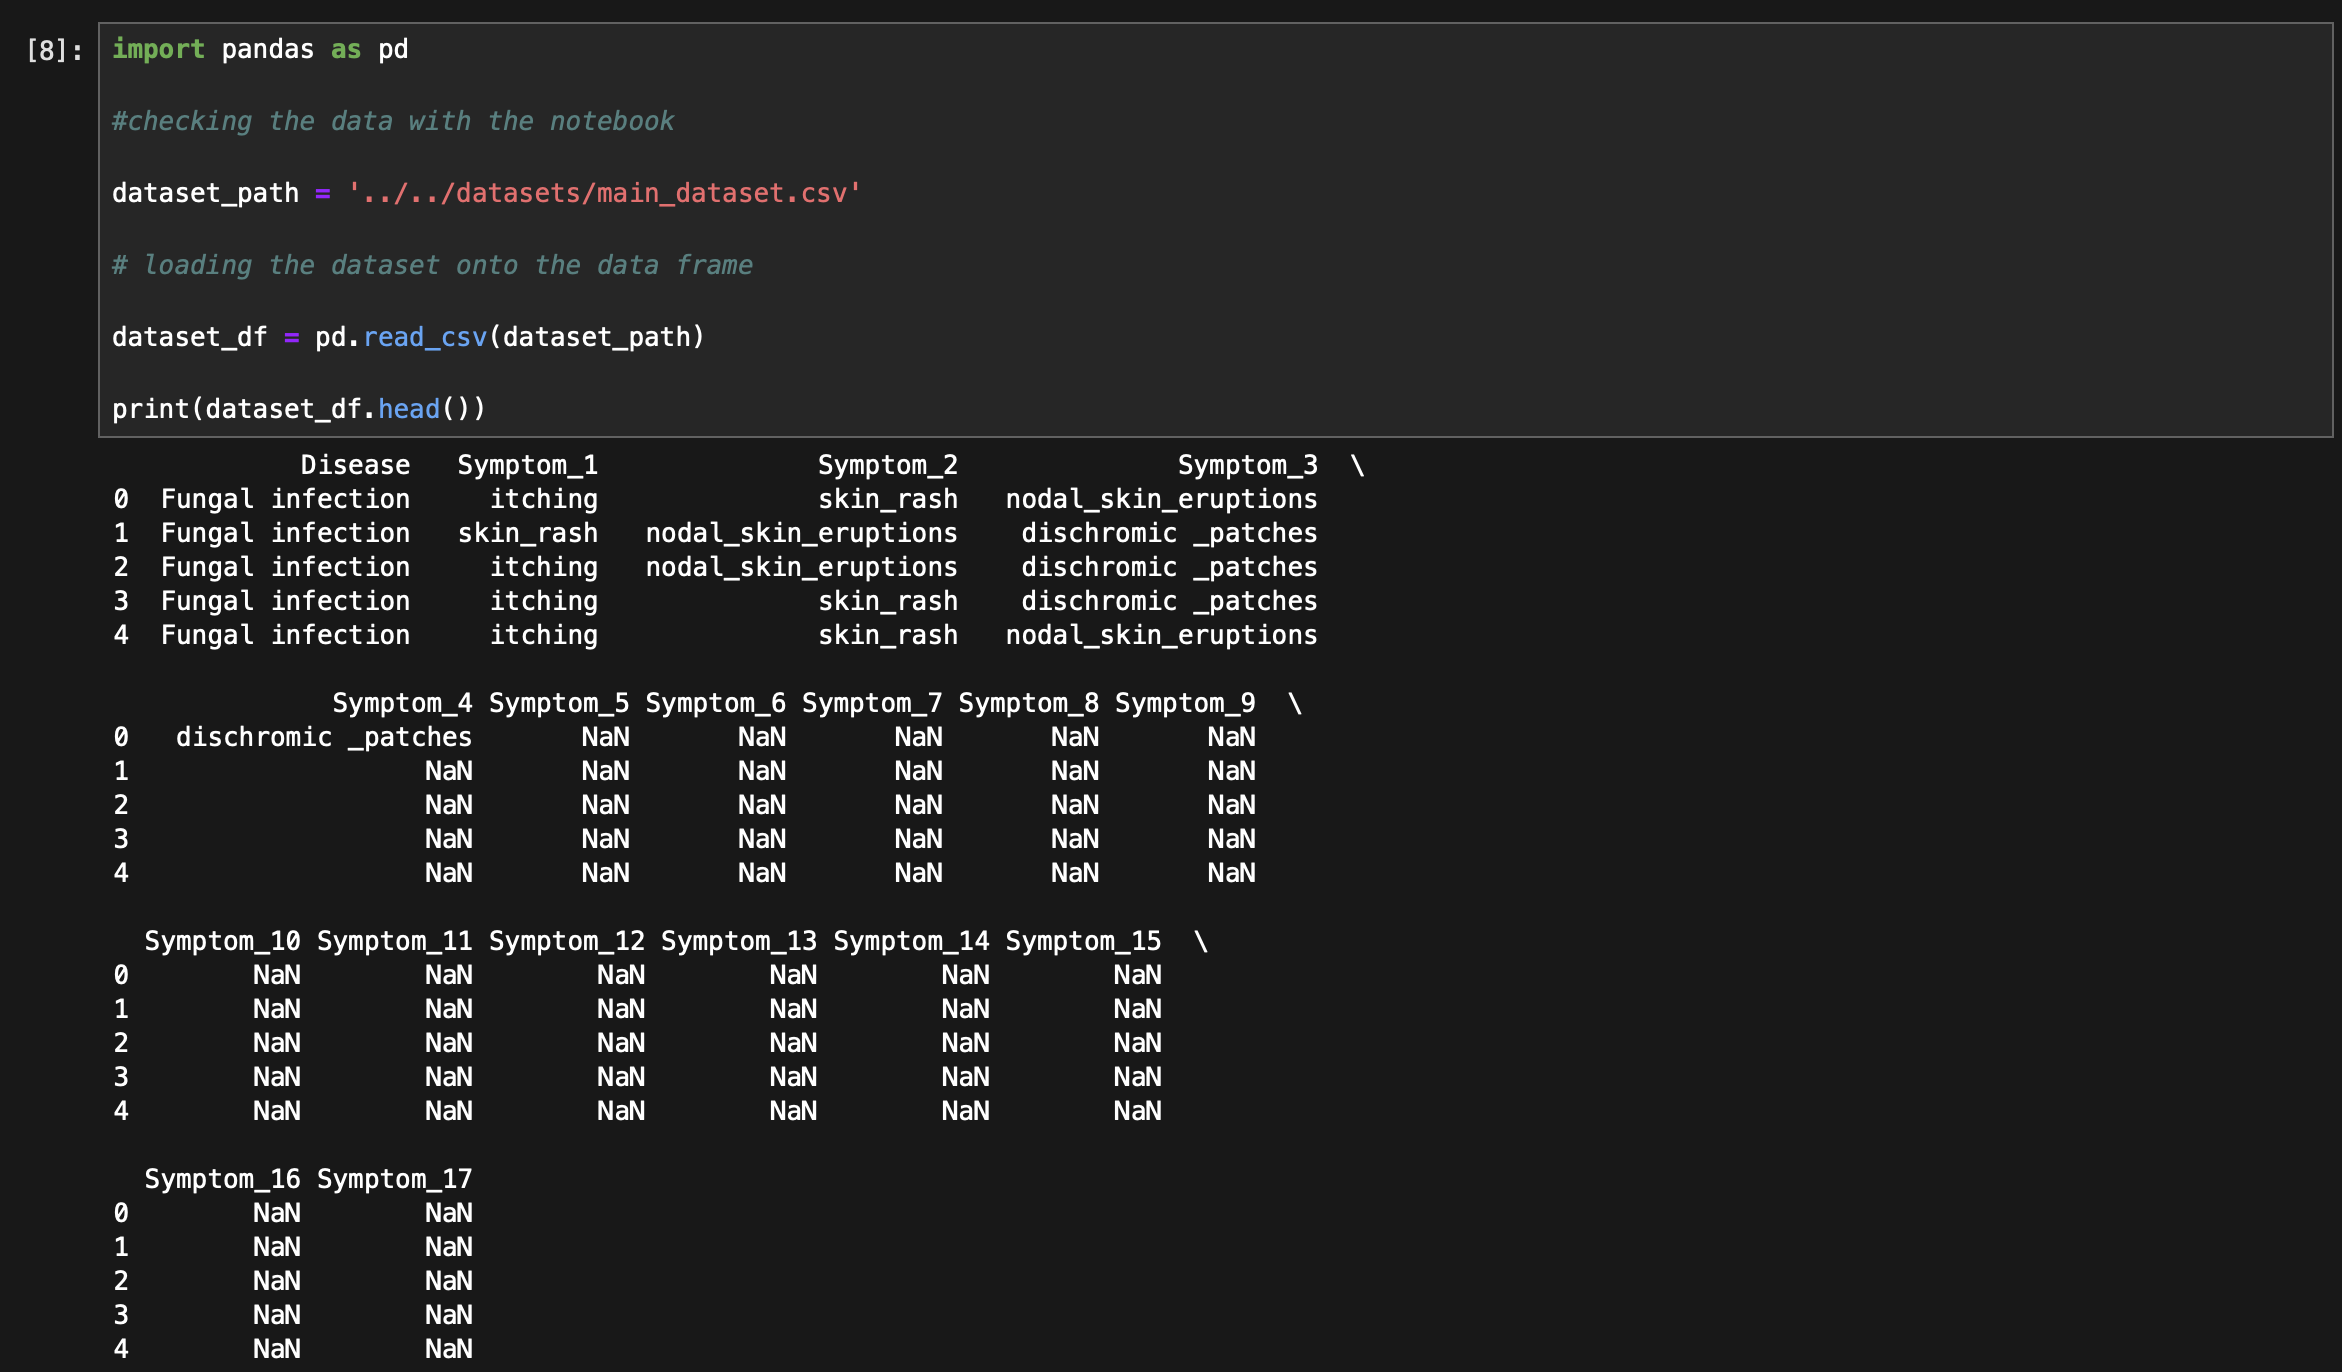 [8]: import pandas as pd
#checking the data with the notebook
dataset_path = '../../datasets/main_dataset.csv'
# loading the dataset onto the data frame
dataset_df = pd.read_csv(dataset_path)
print(dataset_df.head())
Disease Symptom_1 Symptom_2 Symptom_3 \
0 Fungal infection itching skin_rash nodal_skin_eruptions
1 Fungal infection skin_rash nodal_skin_eruptions dischromic _patches
2 Fungal infection itching nodal_skin_eruptions dischromic _patches
3 Fungal infection itching skin_rash dischromic _patches
4 Fungal infection itching skin_rash nodal_skin_eruptions
Symptom_4 Symptom_5 Symptom_6 Symptom_7 Symptom_8 Symptom_9 \
0 dischromic _patches NaN NaN NaN NaN NaN
1 NaN NaN NaN NaN NaN NaN
2 NaN NaN NaN NaN NaN NaN
3 NaN NaN NaN NaN NaN NaN
4 NaN NaN NaN NaN NaN NaN
Symptom_10 Symptom_11 Symptom_12 Symptom_13 Symptom_14 Symptom_15 \
0 NaN NaN NaN NaN NaN NaN
1 NaN NaN NaN NaN NaN NaN
2 NaN NaN NaN NaN NaN NaN
3 NaN NaN NaN NaN NaN NaN
4 NaN NaN NaN NaN NaN NaN
Symptom_16 Symptom_17
0 NaN NaN
1 NaN NaN
2 NaN NaN
3 NaN NaN
4 NaN NaN